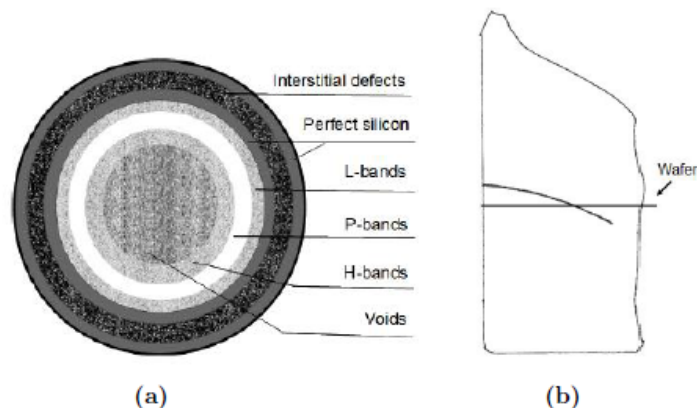 Interstitial defects
Perfect silicon
L-bands
P-bands
H-bands
Voids
Wafer
(a)
(b)